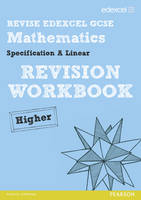 edexcel
REVISE EDEXCEL GCSE
Mathematics
Specification A Linear
REVISION
WORKBOOK
Higher
PEARSON